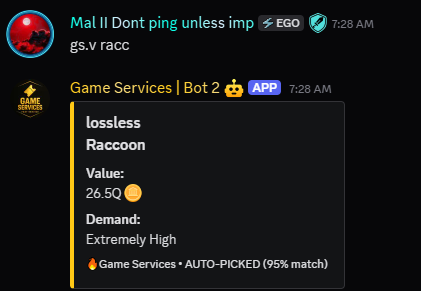 Mal II Dont ping unless imp EGO 7:28 AM
gs.v racc
GAME
SERVICES
Game Services | Bot 2 🤖 APP 7:28 AM
lossless
Raccoon
Value:
26.5Q
Demand:
Extremely High
🔥Game Services • AUTO-PICKED (95% match)